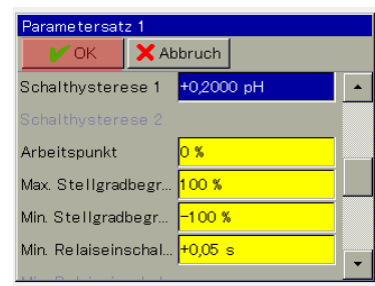 Parametersatz 1
OK Abbruch
Schalthysterese 1 +0,2000 pH
Schalthysterese 2
Arbeitspunkt 0 %
Max. Stellgradbegr... 100 %
Min. Stellgradbegr... -100 %
Min. Relaiseinschal... +0,05 s